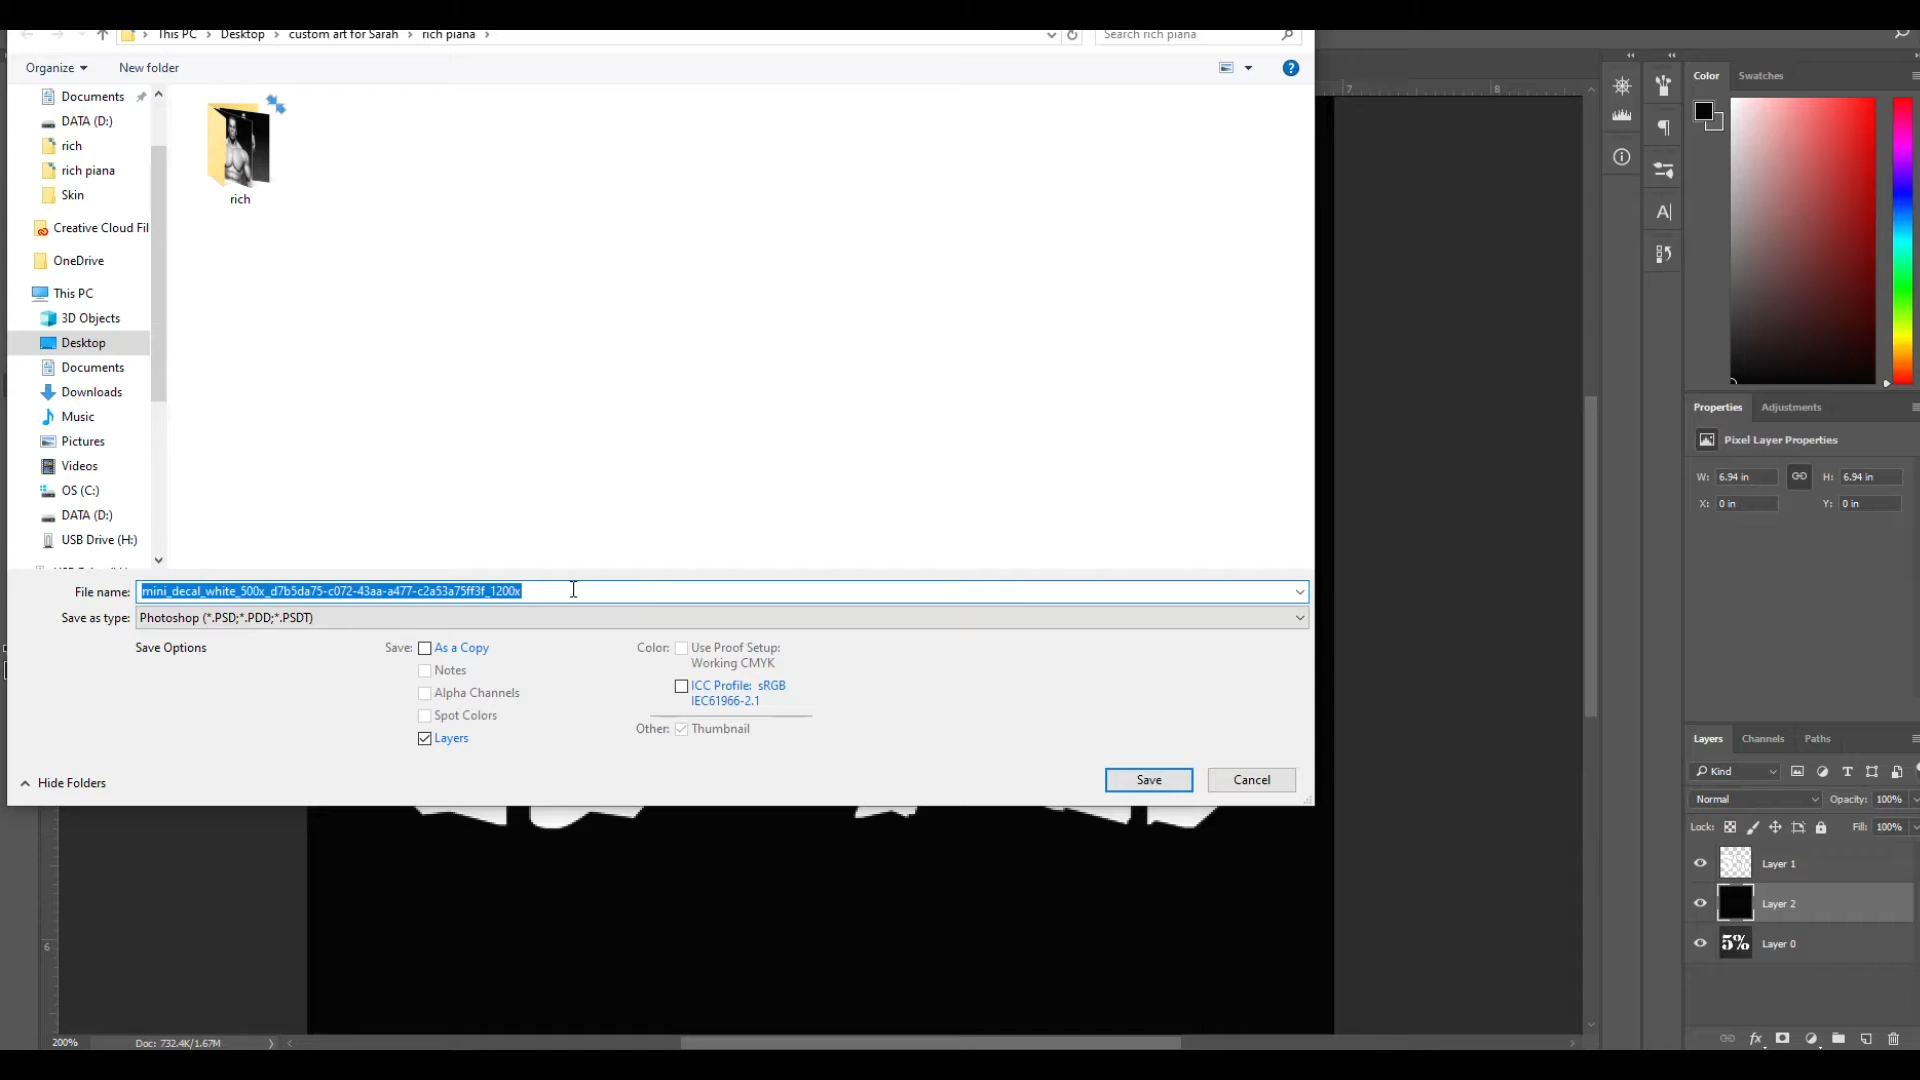 This PC > Desktop > custom art for Sarah > rich piana >
Search rich piana
Organize New folder
Documents
DATA (D:)
rich
rich piana
Skin
Creative Cloud Fil
OneDrive
This PC
3D Objects
Desktop
Documents
Downloads
Music
Pictures
Videos
OS (C:)
DATA (D:)
USB Drive (H:)
rich
File name: mini_decal_white_500x_d7b5da75-c072-43aa-a477-c2a53a75ff3f_1200x
Save as type: Photoshop (*.PSD;*.PDD;*.PSDT)
Save Options
Save: As a Copy
Notes
Alpha Channels
Spot Colors
Layers
Color: Use Proof Setup:
Working CMYK
ICC Profile: sRGB
IEC61966-2.1
Other: Thumbnail
Hide Folders
Save Cancel
7 8
6
200% Doc: 732.4K/1.67M
Color Swatches
Properties Adjustments
Pixel Layer Properties
W: 6.94 in H: 6.94 in
X: 0 in Y: 0 in
Layers Channels Paths
Kind
Normal Opacity: 100%
Lock: Fill: 100%
Layer 1
Layer 2
5% Layer 0